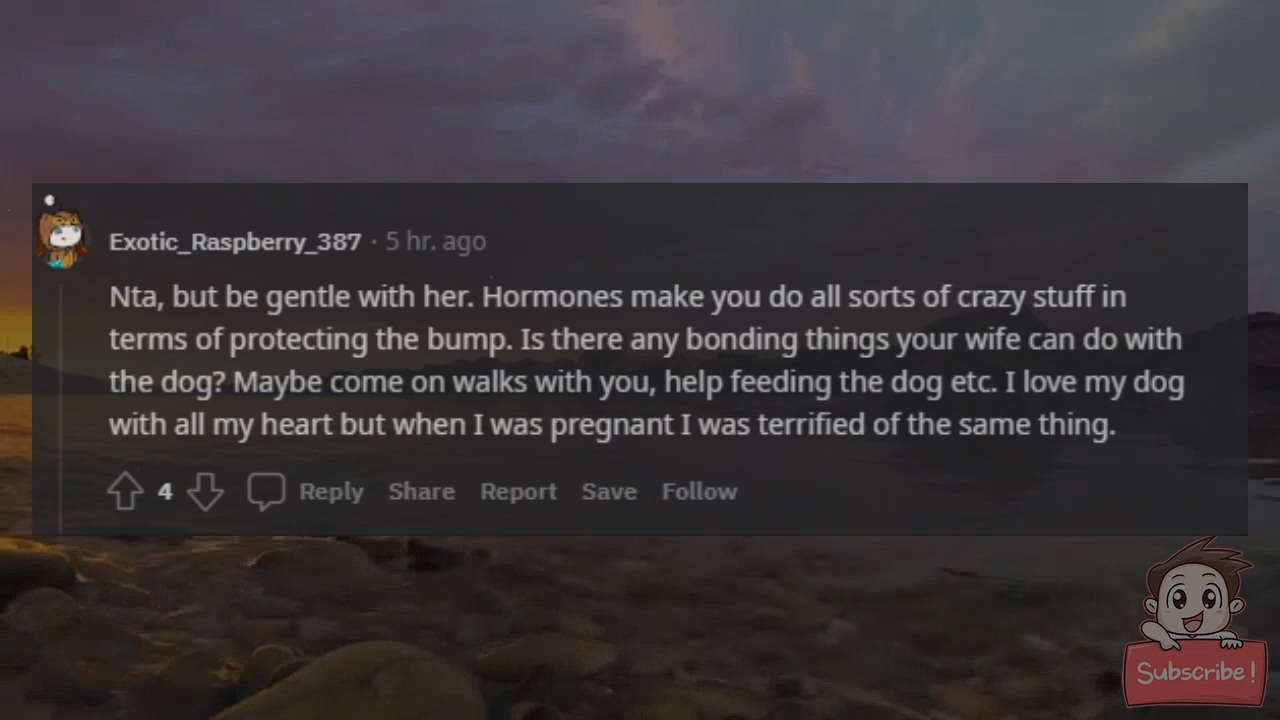 Exotic_Raspberry_387 · 5 hr. ago
Nta, but be gentle with her. Hormones make you do all sorts of crazy stuff in
terms of protecting the bump. Is there any bonding things your wife can do with
the dog? Maybe come on walks with you, help feeding the dog etc. I love my dog
with all my heart but when I was pregnant I was terrified of the same thing.
4 Reply Share Report Save Follow
Subscribe!